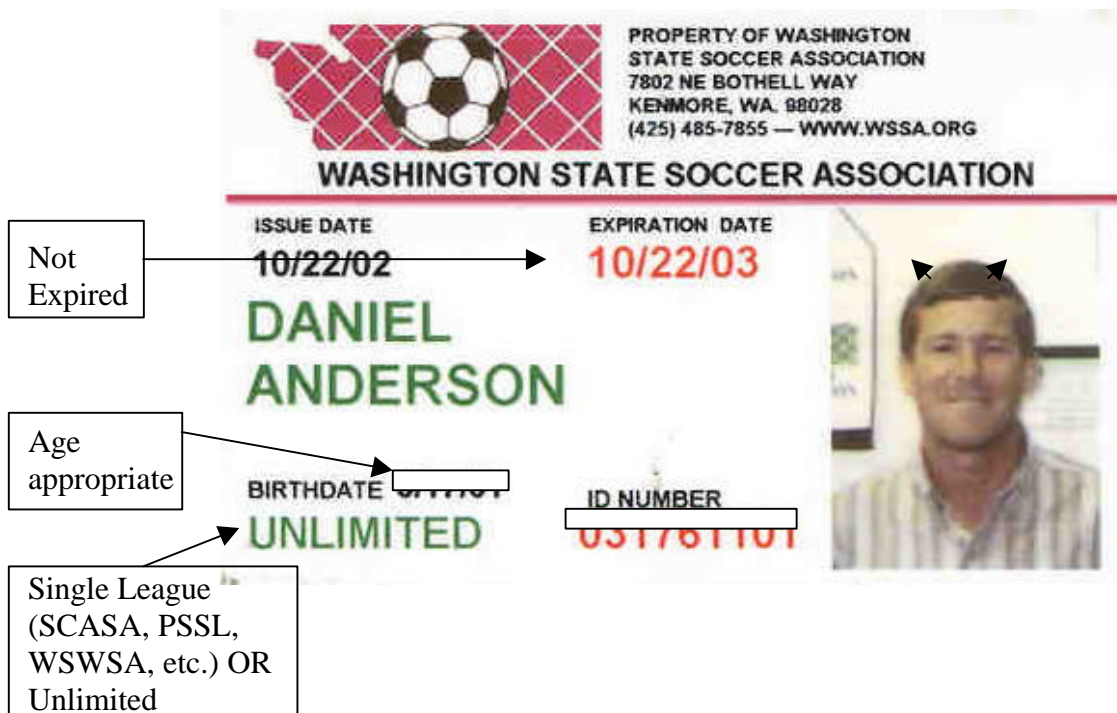 PROPERTY OF WASHINGTON
STATE SOCCER ASSOCIATION
7802 NE BOTHELL WAY
KENMORE, WA. 98028
(425) 485-7855 — WWW.WSSA.ORG
WASHINGTON STATE SOCCER ASSOCIATION
Not
Expired
ISSUE DATE
10/22/02
EXPIRATION DATE
10/22/03
DANIEL
ANDERSON
Age
appropriate
BIRTHDATE
ID NUMBER
UNLIMITED
Single League
(SCASA, PSSL,
WSWSA, etc.) OR
Unlimited